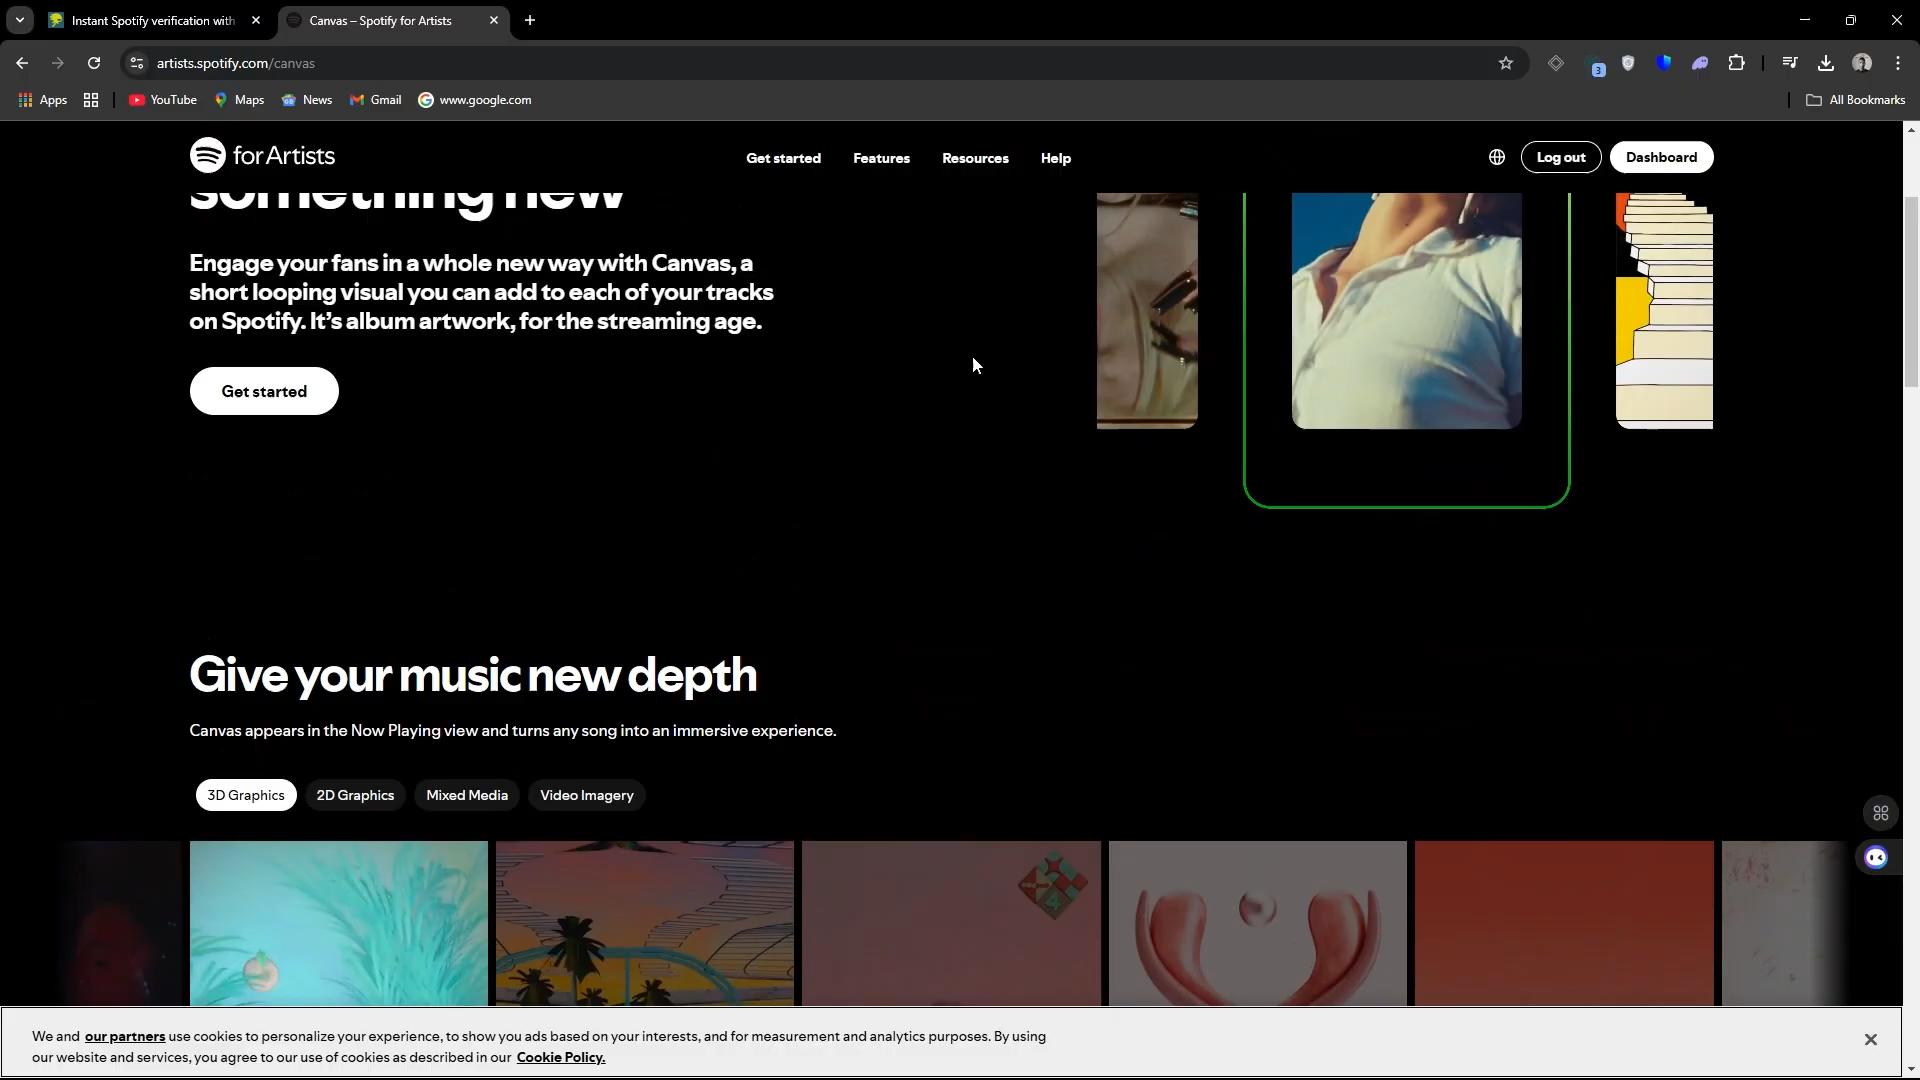 Instant Spotify verification with
Canvas – Spotify for Artists
artists.spotify.com/canvas
3
Apps
YouTube
Maps
News
Gmail
www.google.com
All Bookmarks
for Artists
Get started
Features
Resources
Help
Log out
Dashboard
something new
Engage your fans in a whole new way with Canvas, a
short looping visual you can add to each of your tracks
on Spotify. It’s album artwork, for the streaming age.
Get started
Give your music new depth
Canvas appears in the Now Playing view and turns any song into an immersive experience.
3D Graphics
2D Graphics
Mixed Media
Video Imagery
4
We and our partners use cookies to personalize your experience, to show you ads based on your interests, and for measurement and analytics purposes. By using
our website and services, you agree to our use of cookies as described in our Cookie Policy.